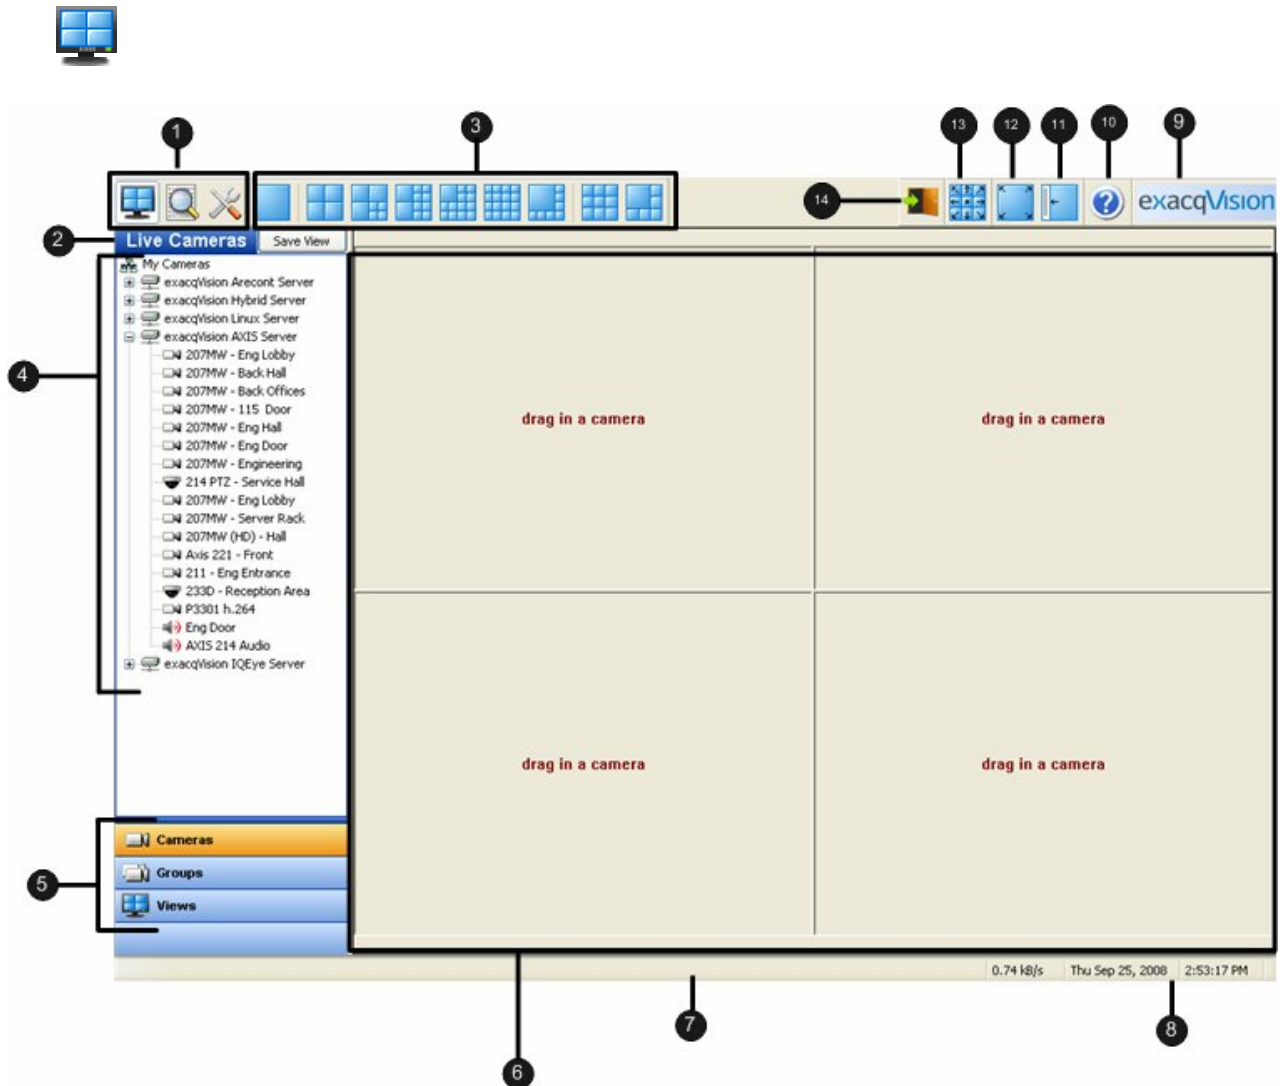 1
3
13
12
11
10
9
14
exacqVision
2
Live Cameras
Save View
My Cameras
exacqVision Arecont Server
exacqVision Hybrid Server
exacqVision Linux Server
exacqVision AXIS Server
207MW - Eng Lobby
207MW - Back Hall
4
207MW - Back Offices
207MW - 115 Door
207MW - Eng Hall
207MW - Eng Door
207MW - Engineering
214 PTZ - Service Hall
207MW - Eng Lobby
207MW - Server Rack
207MW (HD) - Hall
Axis 221 - Front
211 - Eng Entrance
233D - Reception Area
P3301 h.264
Eng Door
AXIS 214 Audio
exacqVision IQEye Server
drag in a camera
drag in a camera
drag in a camera
drag in a camera
Cameras
5
Groups
Views
0.74 kB/s
Thu Sep 25, 2008
2:53:17 PM
7
8
6